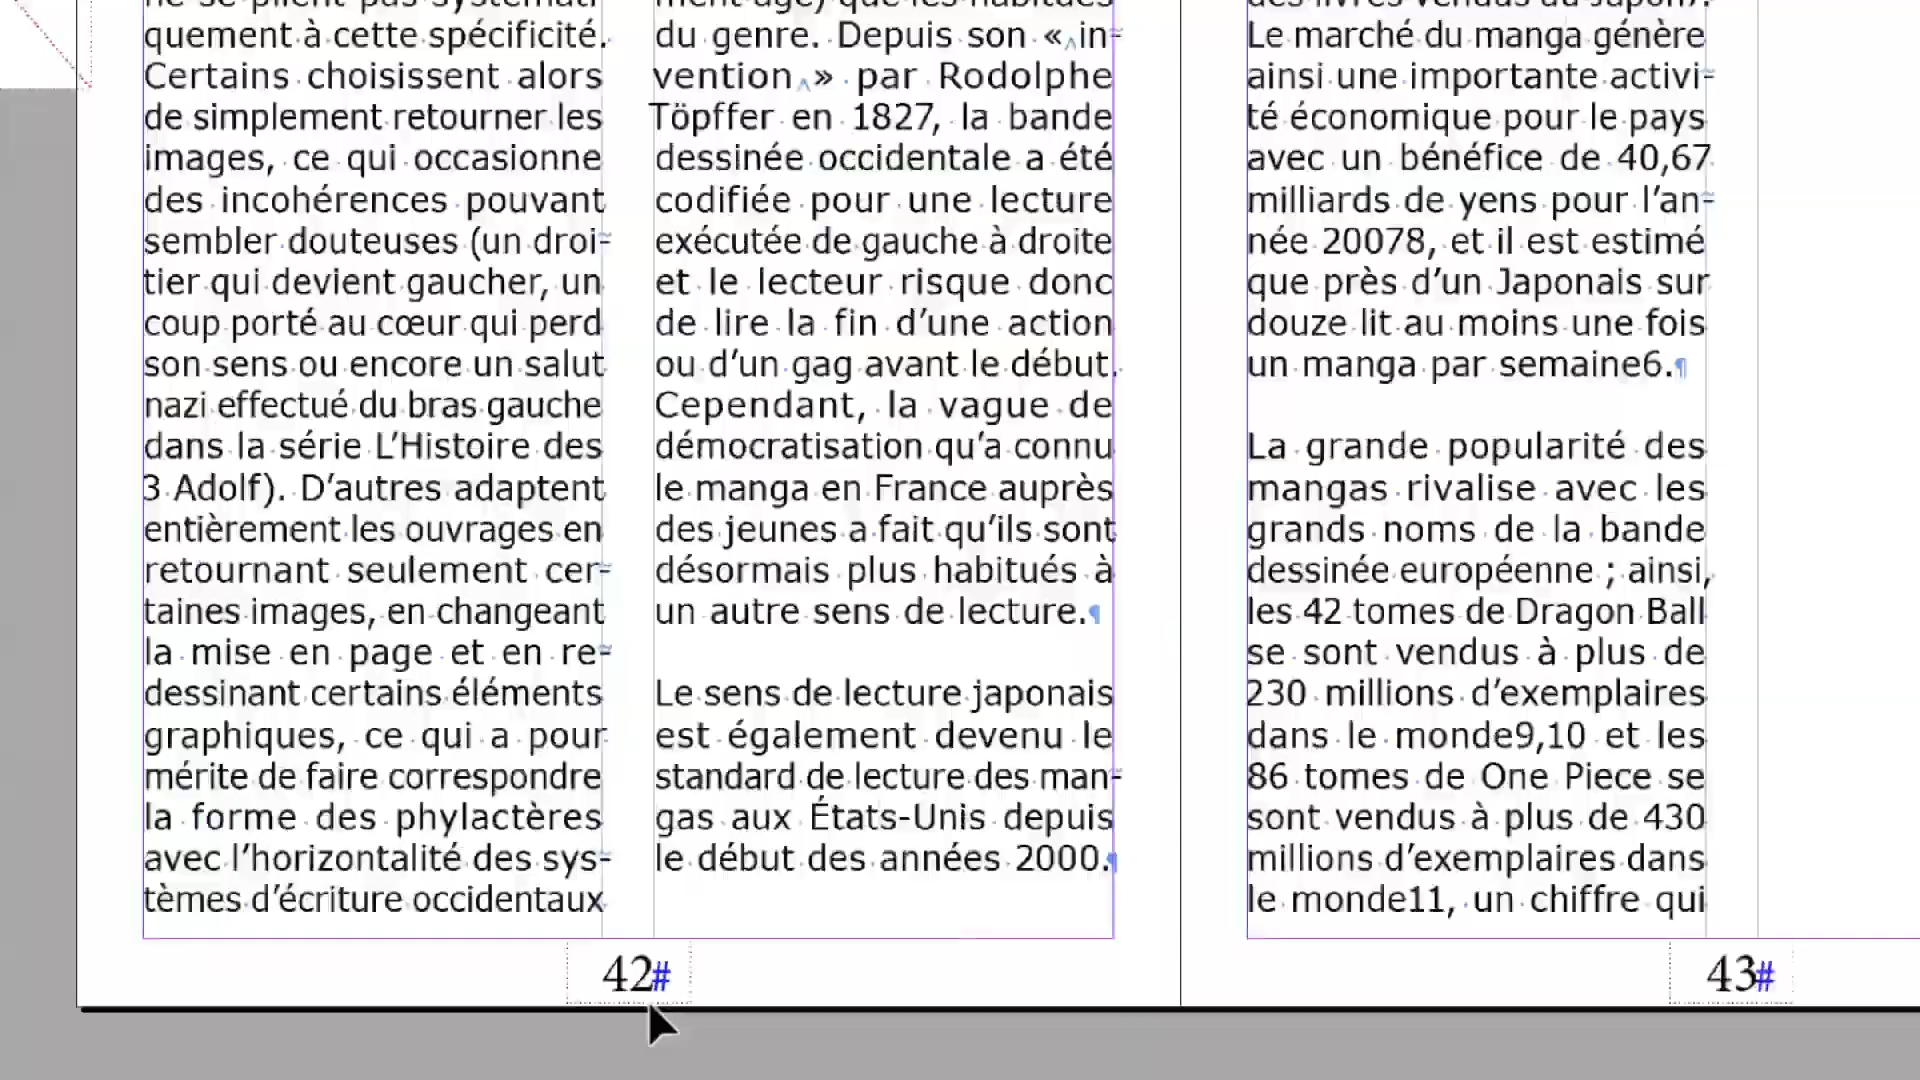 quement à cette spécificité.
Certains choisissent alors
de simplement retourner les
images, ce qui occasionne
des incohérences pouvant
sembler douteuses (un droi-
tier qui devient gaucher, un
coup porté au cœur qui perd
son sens ou encore un salut
nazi effectué du bras gauche
dans la série L’Histoire des
3 Adolf). D’autres adaptent
entièrement les ouvrages en
retournant seulement cer-
taines images, en changeant
la mise en page et en re-
dessinant certains éléments
graphiques, ce qui a pour
mérite de faire correspondre
la forme des phylactères
avec l’horizontalité des sys-
tèmes d’écriture occidentaux
du genre. Depuis son « in-
vention » par Rodolphe
Töpffer en 1827, la bande
dessinée occidentale a été
codifiée pour une lecture
exécutée de gauche à droite
et le lecteur risque donc
de lire la fin d’une action
ou d’un gag avant le début.
Cependant, la vague de
démocratisation qu’a connu
le manga en France auprès
des jeunes a fait qu’ils sont
désormais plus habitués à
un autre sens de lecture.¶
Le sens de lecture japonais
est également devenu le
standard de lecture des man-
gas aux États-Unis depuis
le début des années 2000.¶
42#
Le marché du manga génère
ainsi une importante activi-
té économique pour le pays
avec un bénéfice de 40,67
milliards de yens pour l’an-
née 20078, et il est estimé
que près d’un Japonais sur
douze lit au moins une fois
un manga par semaine6.¶
La grande popularité des
mangas rivalise avec les
grands noms de la bande
dessinée européenne ; ainsi,
les 42 tomes de Dragon Ball
se sont vendus à plus de
230 millions d’exemplaires
dans le monde9,10 et les
86 tomes de One Piece se
sont vendus à plus de 430
millions d’exemplaires dans
le monde11, un chiffre qui
43#